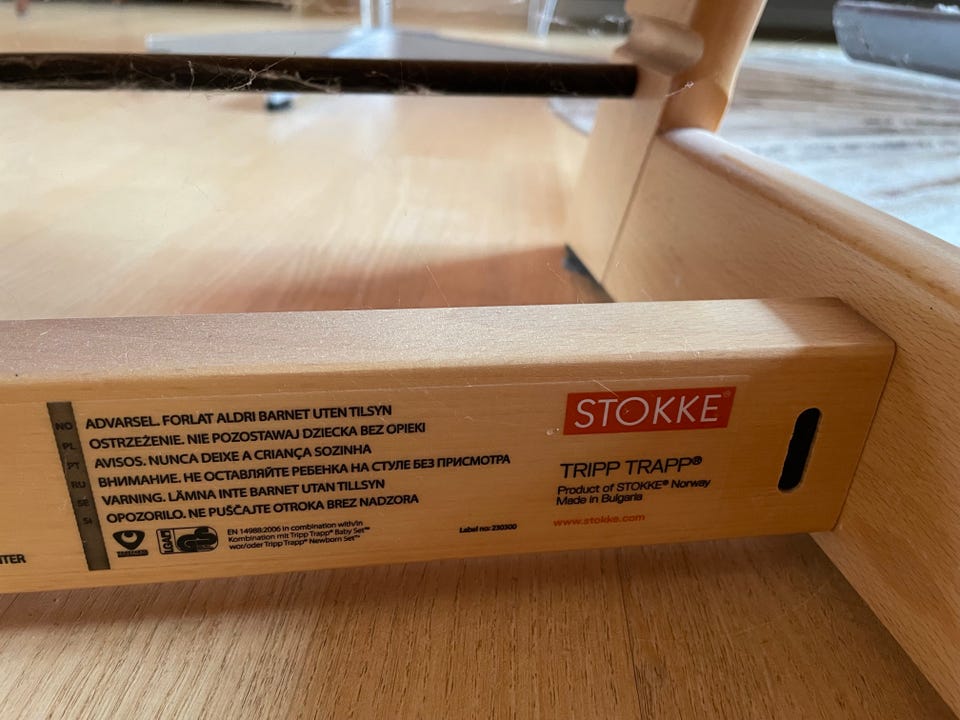 NO ADVARSEL. FORLAT ALDRI BARNET UTEN TILSYN
PL OSTRZEŻENIE. NIE POZOSTAWAJ DZIECKA BEZ OPIEKI
PT AVISOS. NUNCA DEIXE A CRIANÇA SOZINHA
RU ВНИМАНИЕ. НЕ ОСТАВЛЯЙТЕ РЕБЕНКА НА СТУЛЕ БЕЗ ПРИСМОТРА
SE VARNING. LÄMNA INTE BARNET UTAN TILLSYN
SI OPOZORILO. NE PUŠČAJTE OTROKA BREZ NADZORA
EN 14988:2006 in combination with/in
Kombination mit Tripp Trapp® Baby Set™
wor/oder Tripp Trapp® Newborn Set™
Label no: 230300
STOKKE®
TRIPP TRAPP®
Product of STOKKE® Norway
Made in Bulgaria
www.stokke.com